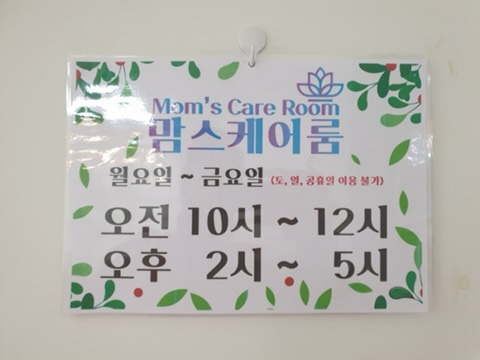 Mom's Care Room
맘스케어룸
월요일 ~ 금요일 (토, 일, 공휴일 이용 불가)
오전 10시 ~ 12시
오후 2시 ~ 5시